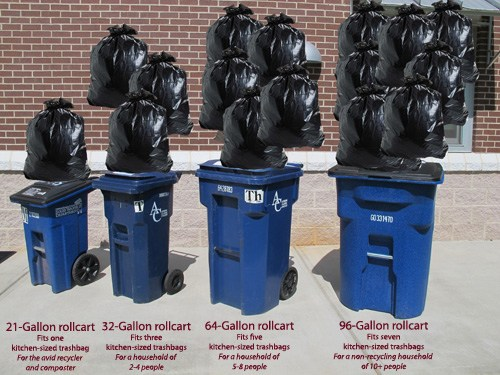 T
Th
G0331470
21-Gallon rollcart
Fits one
kitchen-sized trashbag
For the avid recycler
and composter
32-Gallon rollcart
Fits three
kitchen-sized trashbags
For a household of
2-4 people
64-Gallon rollcart
Fits five
kitchen-sized trashbags
For a household of
5-8 people
96-Gallon rollcart
Fits seven
kitchen-sized trashbags
For a non-recycling household
of 10+ people